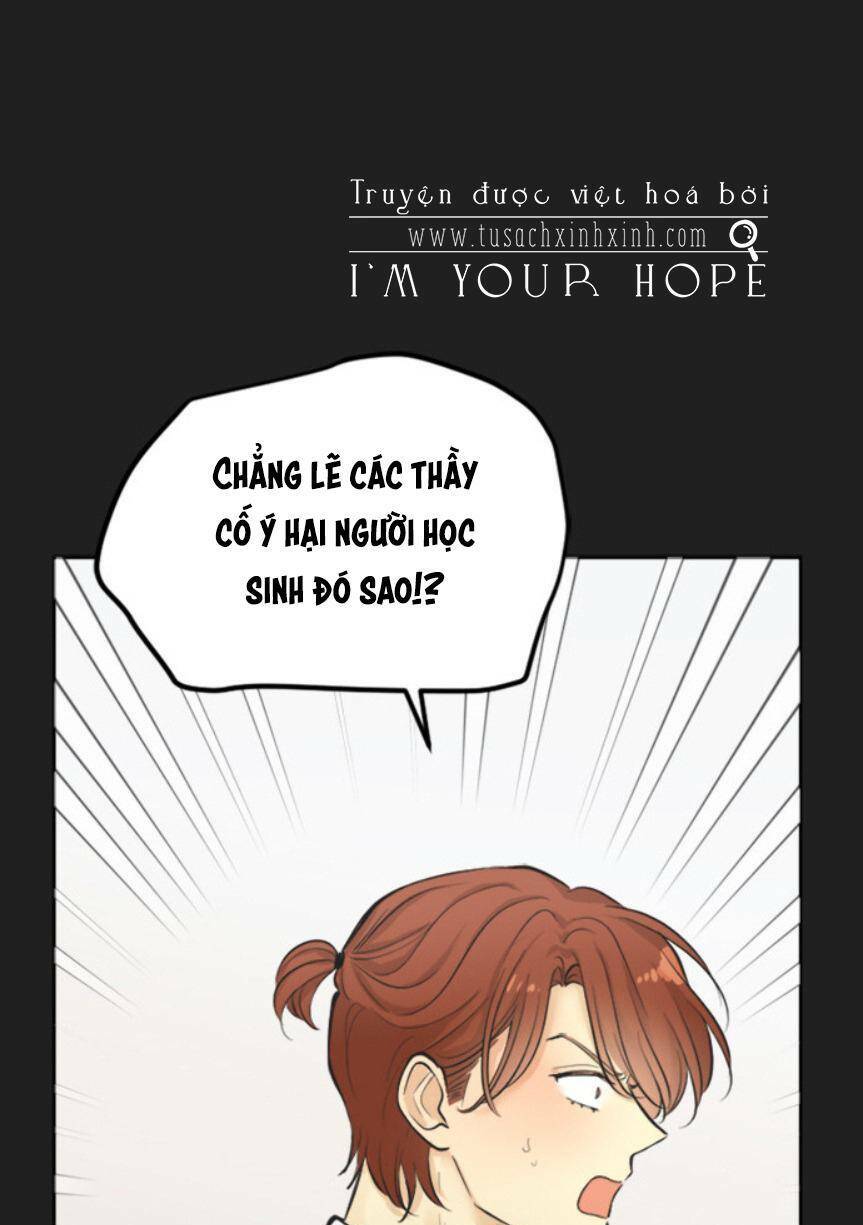 Truyện được việt hoá bởi
www.tusachxinhxinh.com
I'M YOUR HOPE
CHẲNG LẼ CÁC THẦY
CỐ Ý HẠI NGƯỜI HỌC
SINH ĐÓ SAO!?